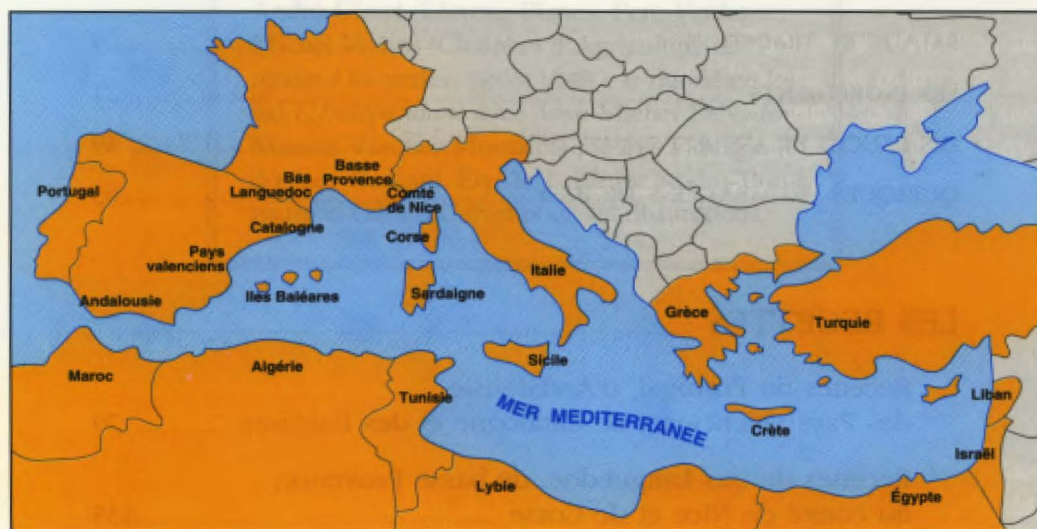 Portugal
Bas
Languedoc
Basse
Provence
Comté
de Nice
Catalogne
Corse
Pays
valenciens
Italie
Andalousie
Iles Baléares
Sardaigne
Grèce
Turquie
Sicile
Maroc
Algérie
Tunisie
MER MEDITERRANEE
Crète
Liban
Israël
Lybie
Égypte